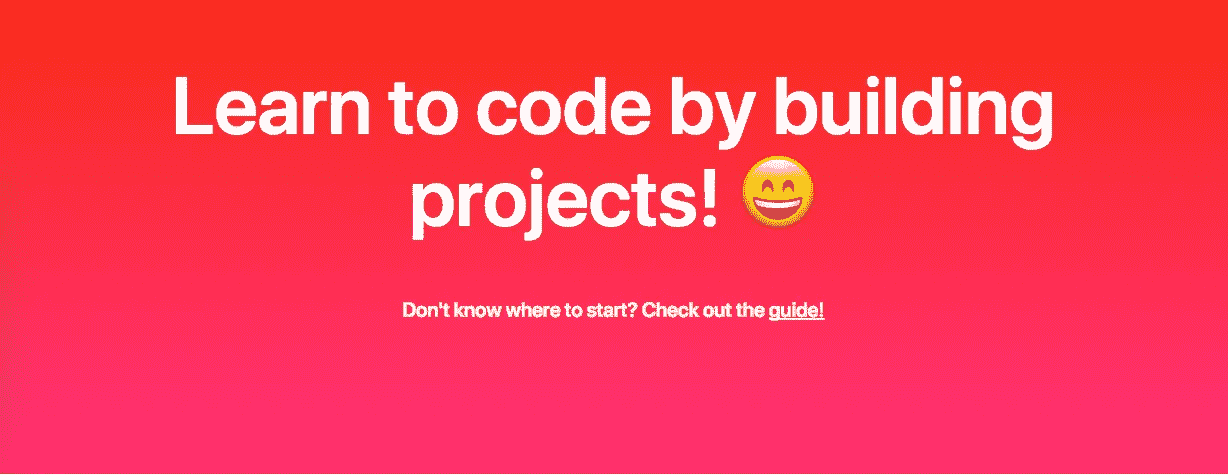 Learn to code by building
projects! 😄
Don't know where to start? Check out the guide!